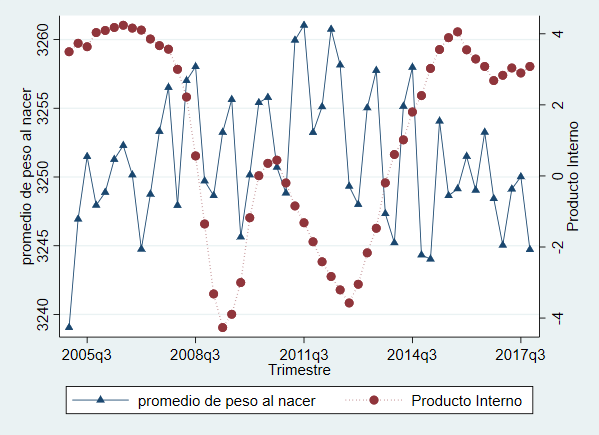 promedio de peso al nacer
3260
3255
3250
3245
3240
4
2
0
-2
-4
Producto Interno
2005q3 2008q3 2011q3 2014q3 2017q3
Trimestre
promedio de peso al nacer Producto Interno